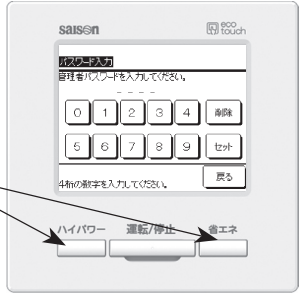 saison
eco touch
パスワード入力
管理者パスワードを入力してください。
- - - -
0 1 2 3 4 削除
5 6 7 8 9 セット
4桁の数字を入力してください。
戻る
ハイパワー 運転/停止 省エネ